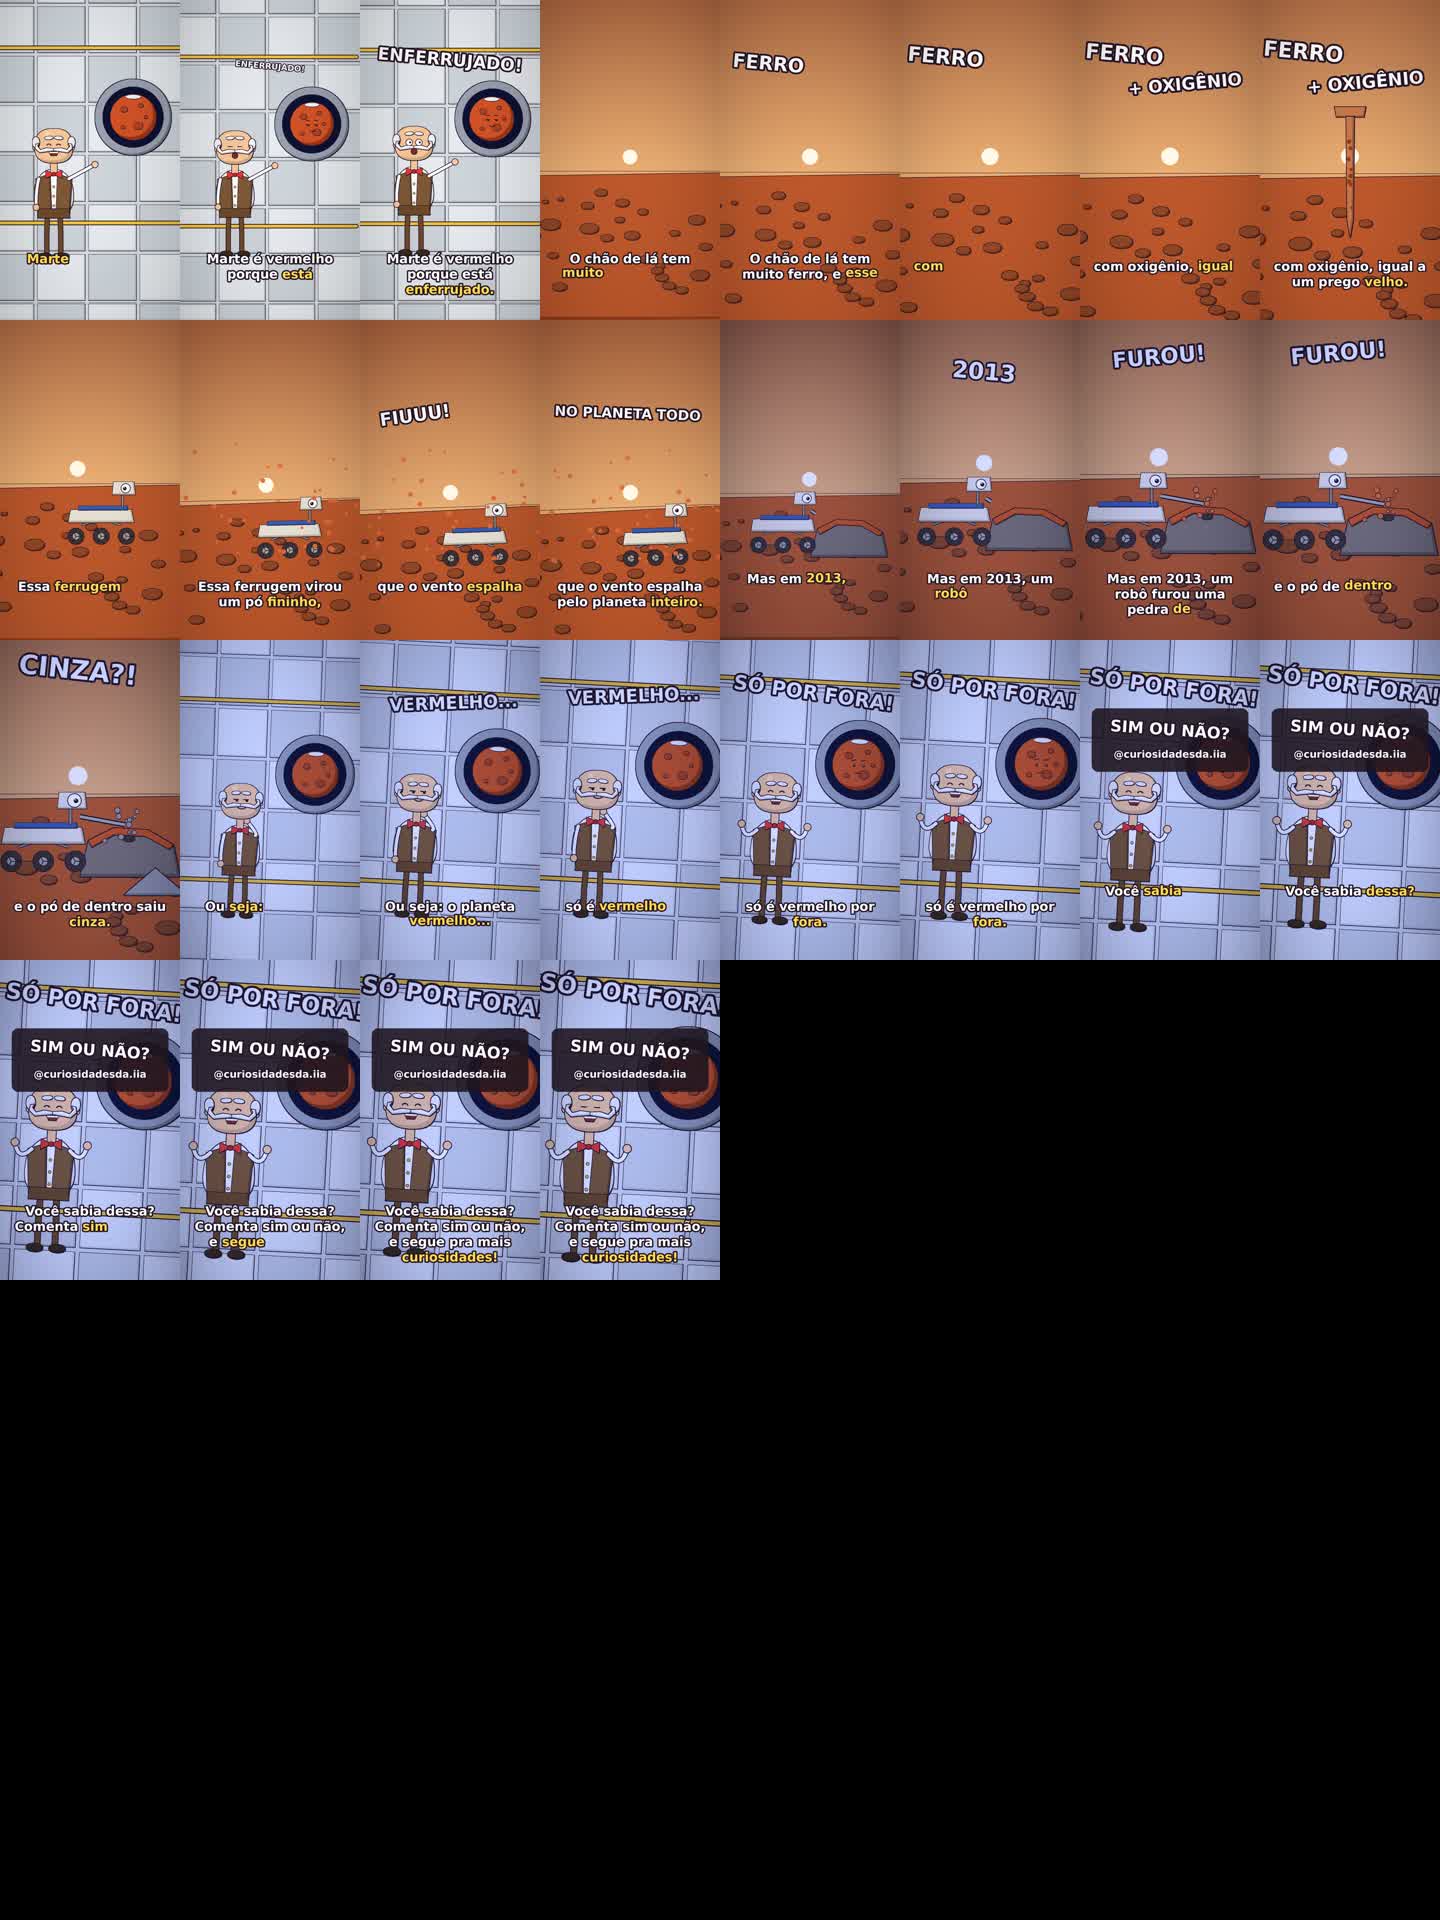 Marte
ENFERRUJADO!
Marte é vermelho
porque está
ENFERRUJADO!
Marte é vermelho
porque está
enferrujado.
O chão de lá tem
muito
FERRO
O chão de lá tem
muito ferro, e esse
FERRO
com
FERRO
+ OXIGÊNIO
com oxigênio, igual
FERRO
+ OXIGÊNIO
com oxigênio, igual a
um prego velho.
Essa ferrugem
Essa ferrugem virou
um pó fininho,
FIUUU!
que o vento espalha
NO PLANETA TODO
que o vento espalha
pelo planeta inteiro.
Mas em 2013,
2013
Mas em 2013, um
robô
FUROU!
Mas em 2013, um
robô furou uma
pedra de
FUROU!
e o pó de dentro
CINZA?!
e o pó de dentro saiu
cinza.
Ou seja:
VERMELHO...
Ou seja: o planeta
vermelho...
VERMELHO...
só é vermelho
SÓ POR FORA!
só é vermelho por
fora.
SÓ POR FORA!
só é vermelho por
fora.
SÓ POR FORA!
SIM OU NÃO?
@curiosidadesda.iia
Você sabia
SÓ POR FORA!
SIM OU NÃO?
@curiosidadesda.iia
Você sabia dessa?
SÓ POR FORA!
SIM OU NÃO?
@curiosidadesda.iia
Você sabia dessa?
Comenta sim
SÓ POR FORA!
SIM OU NÃO?
@curiosidadesda.iia
Você sabia dessa?
Comenta sim ou não,
e segue
SÓ POR FORA!
SIM OU NÃO?
@curiosidadesda.iia
Você sabia dessa?
Comenta sim ou não,
e segue pra mais
curiosidades!
SÓ POR FORA
SIM OU NÃO?
@curiosidadesda.iia
Você sabia dessa?
Comenta sim ou não,
e segue pra mais
curiosidades!